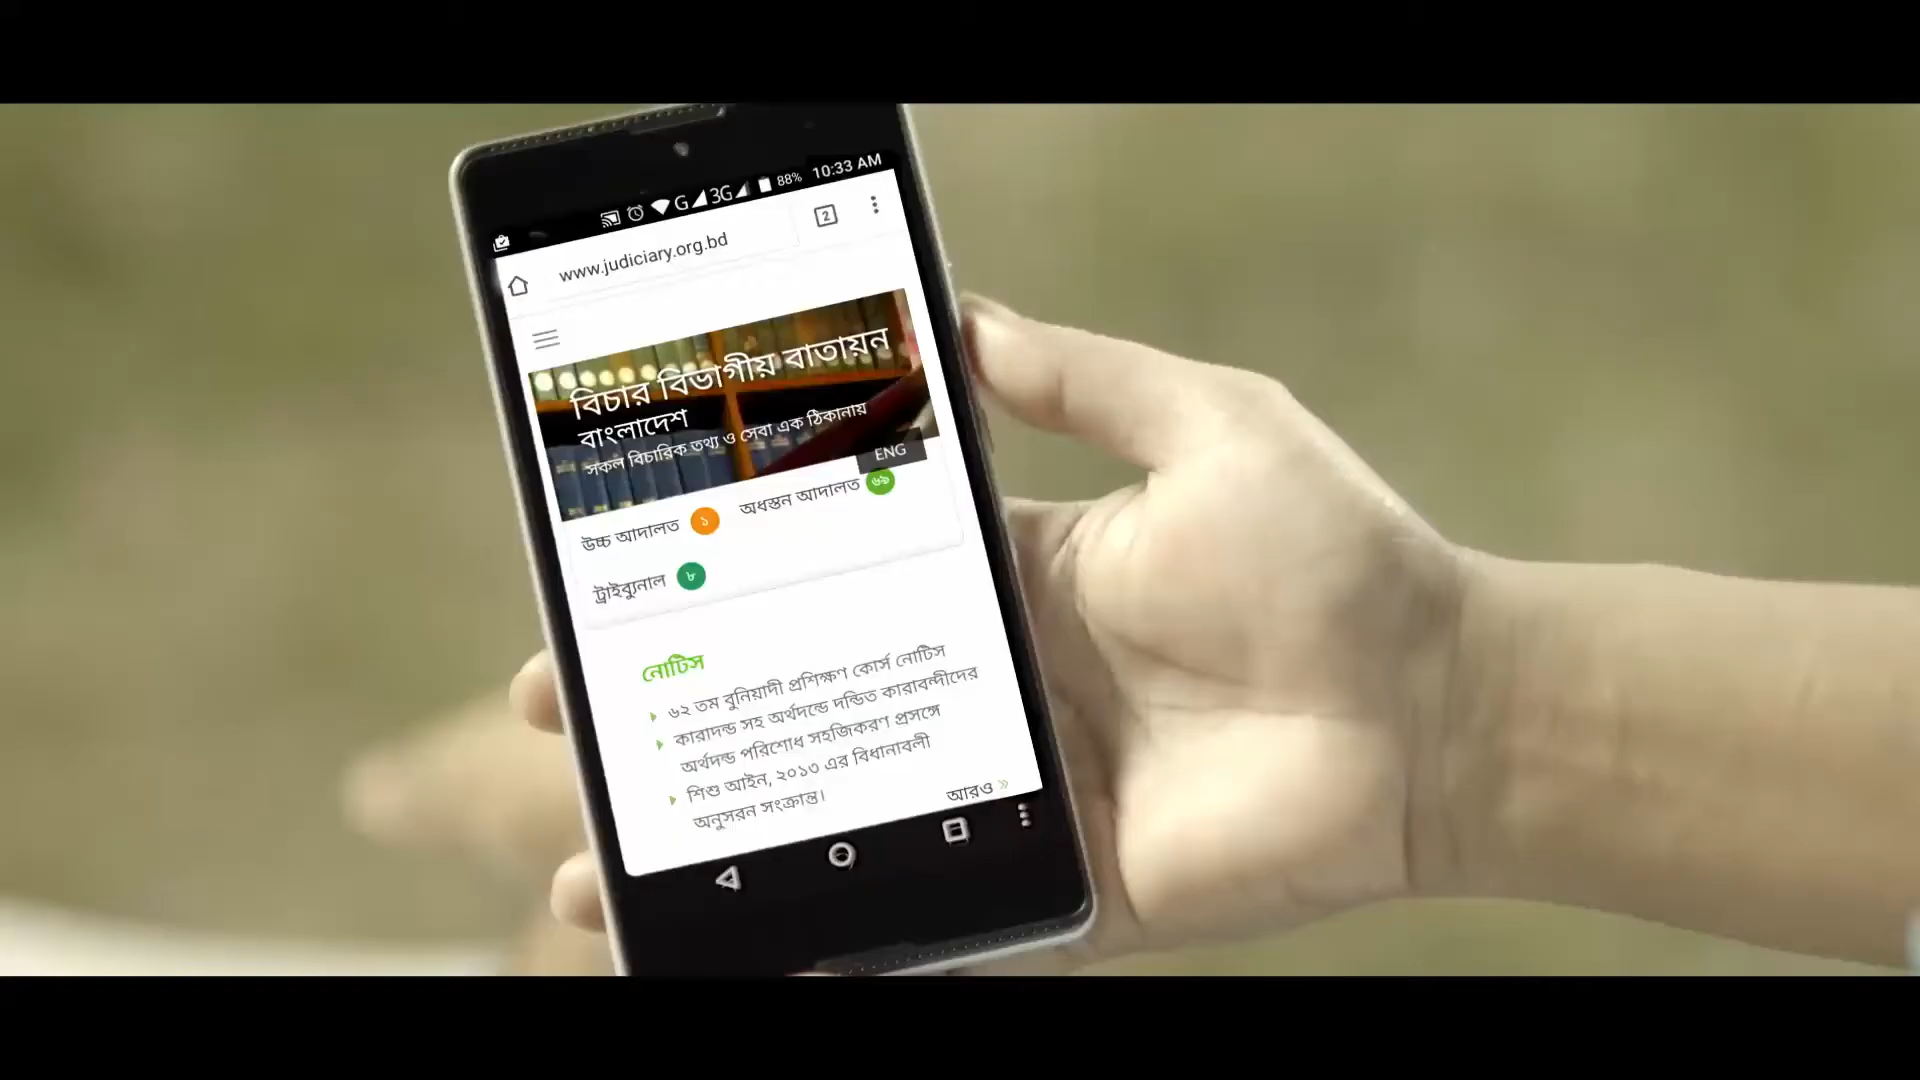 G 3G 88% 10:33 AM
www.judiciary.org.bd
2
বিচার বিভাগীয় বাতায়ন
বাংলাদেশ
সকল বিচারিক তথ্য ও সেবা এক ঠিকানায়
ENG
উচ্চ আদালত ১ অধস্তন আদালত ৬৯
ট্রাইব্যুনাল ৮
নোটিস
৬২ তম বুনিয়াদী প্রশিক্ষণ কোর্স নোটিস
কারাদন্ড সহ অর্থদন্ডে দন্ডিত কারাবন্দীদের
অর্থদন্ড পরিশোধ সহজিকরণ প্রসঙ্গে
শিশু আইন, ২০১৩ এর বিধানাবলী
অনুসরন সংক্রান্ত।
আরও »